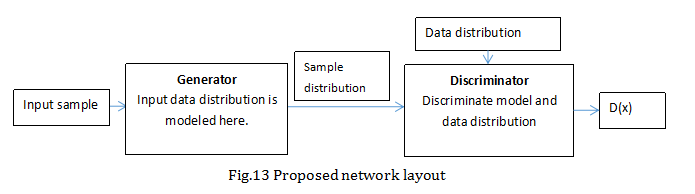 Data distribution
Input sample
Generator
Input data distribution is
modeled here.
Sample
distribution
Discriminator
Discriminate model and
data distribution
D(x)
Fig.13 Proposed network layout